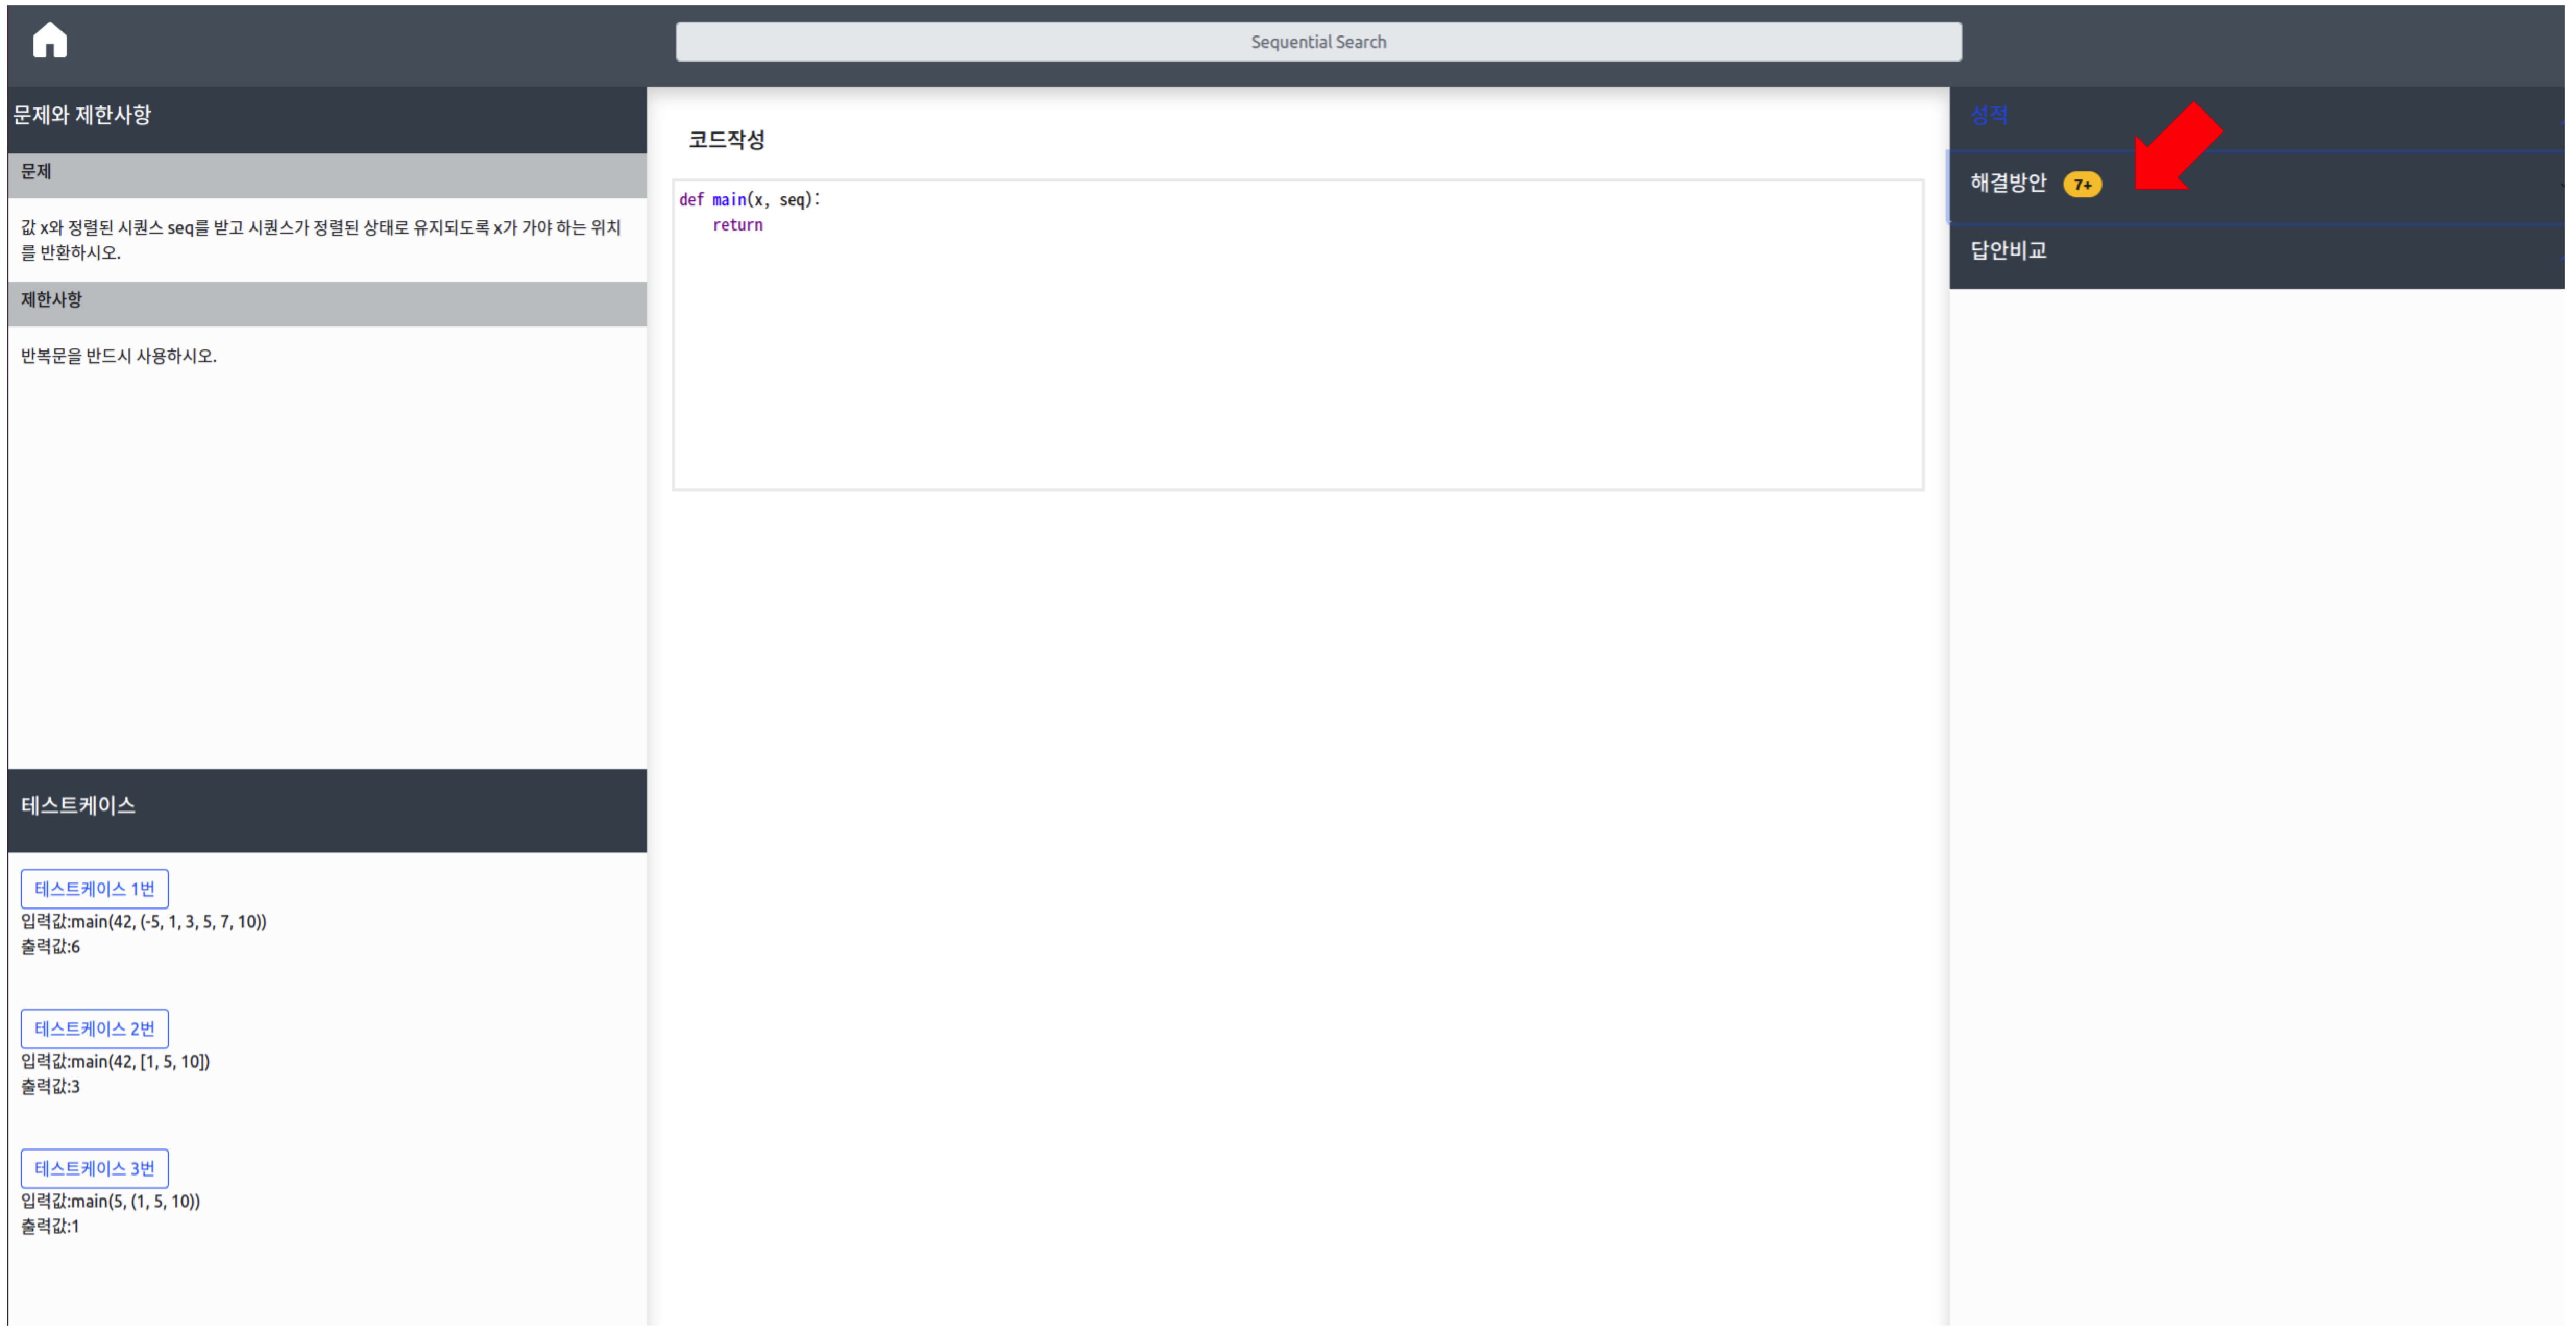 Sequential Search
문제와 제한사항
문제
값 x와 정렬된 시퀀스 seq를 받고 시퀀스가 정렬된 상태로 유지되도록 x가 가야 하는 위치
를 반환하시오.
제한사항
반복문을 반드시 사용하시오.
테스트케이스
테스트케이스 1번
입력값:main(42, (-5, 1, 3, 5, 7, 10))
출력값:6
테스트케이스 2번
입력값:main(42, [1, 5, 10])
출력값:3
테스트케이스 3번
입력값:main(5, (1, 5, 10))
출력값:1
코드작성
def main(x, seq):
    return
성적
해결방안 7+
답안비교